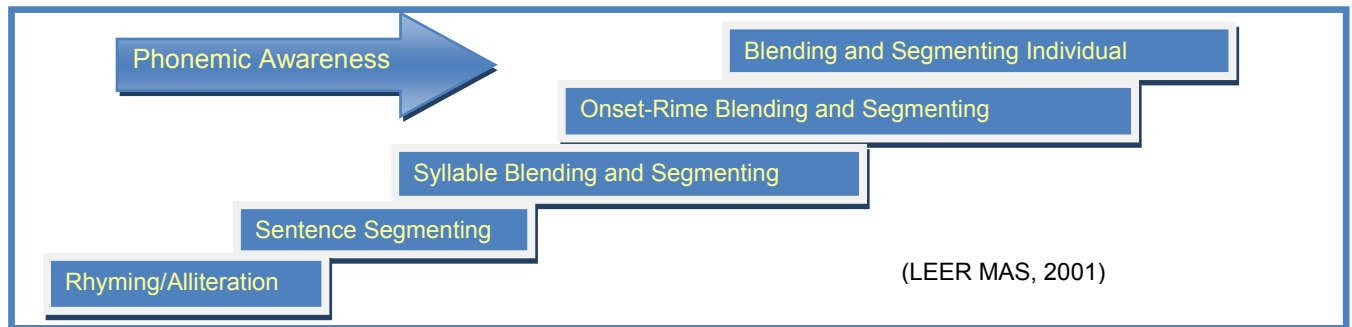 Phonemic Awareness
Blending and Segmenting Individual
Onset-Rime Blending and Segmenting
Syllable Blending and Segmenting
Sentence Segmenting
Rhyming/Alliteration
(LEER MAS, 2001)